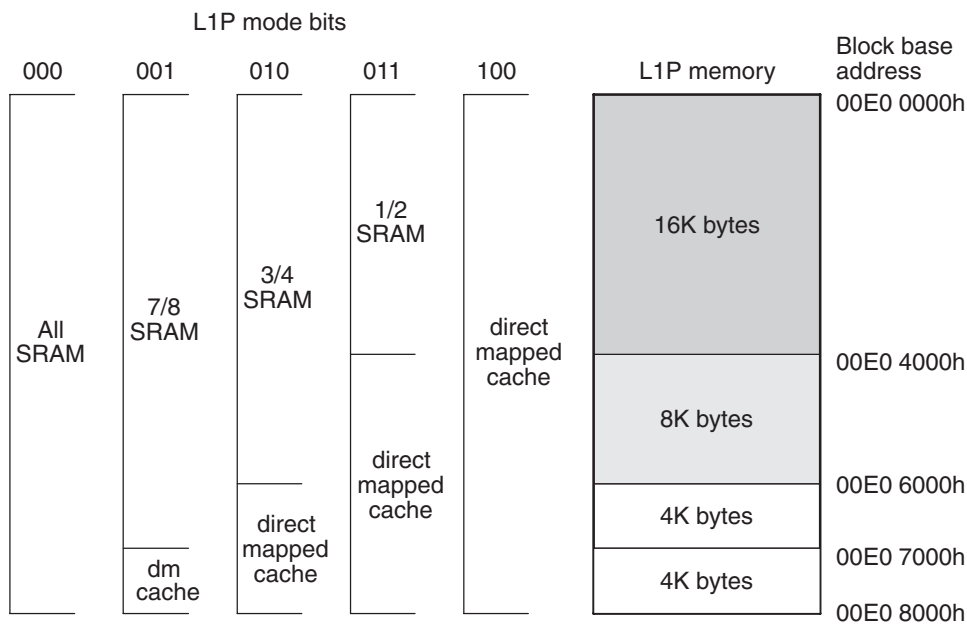 L1P mode bits
000 001 010 011 100 L1P memory
Block base
address
00E0 0000h
1/2
SRAM
16K bytes
3/4
SRAM
7/8
SRAM
All
SRAM
direct
mapped
cache
00E0 4000h
8K bytes
direct
mapped
cache
00E0 6000h
4K bytes
direct
mapped
cache
00E0 7000h
dm
cache
4K bytes
00E0 8000h